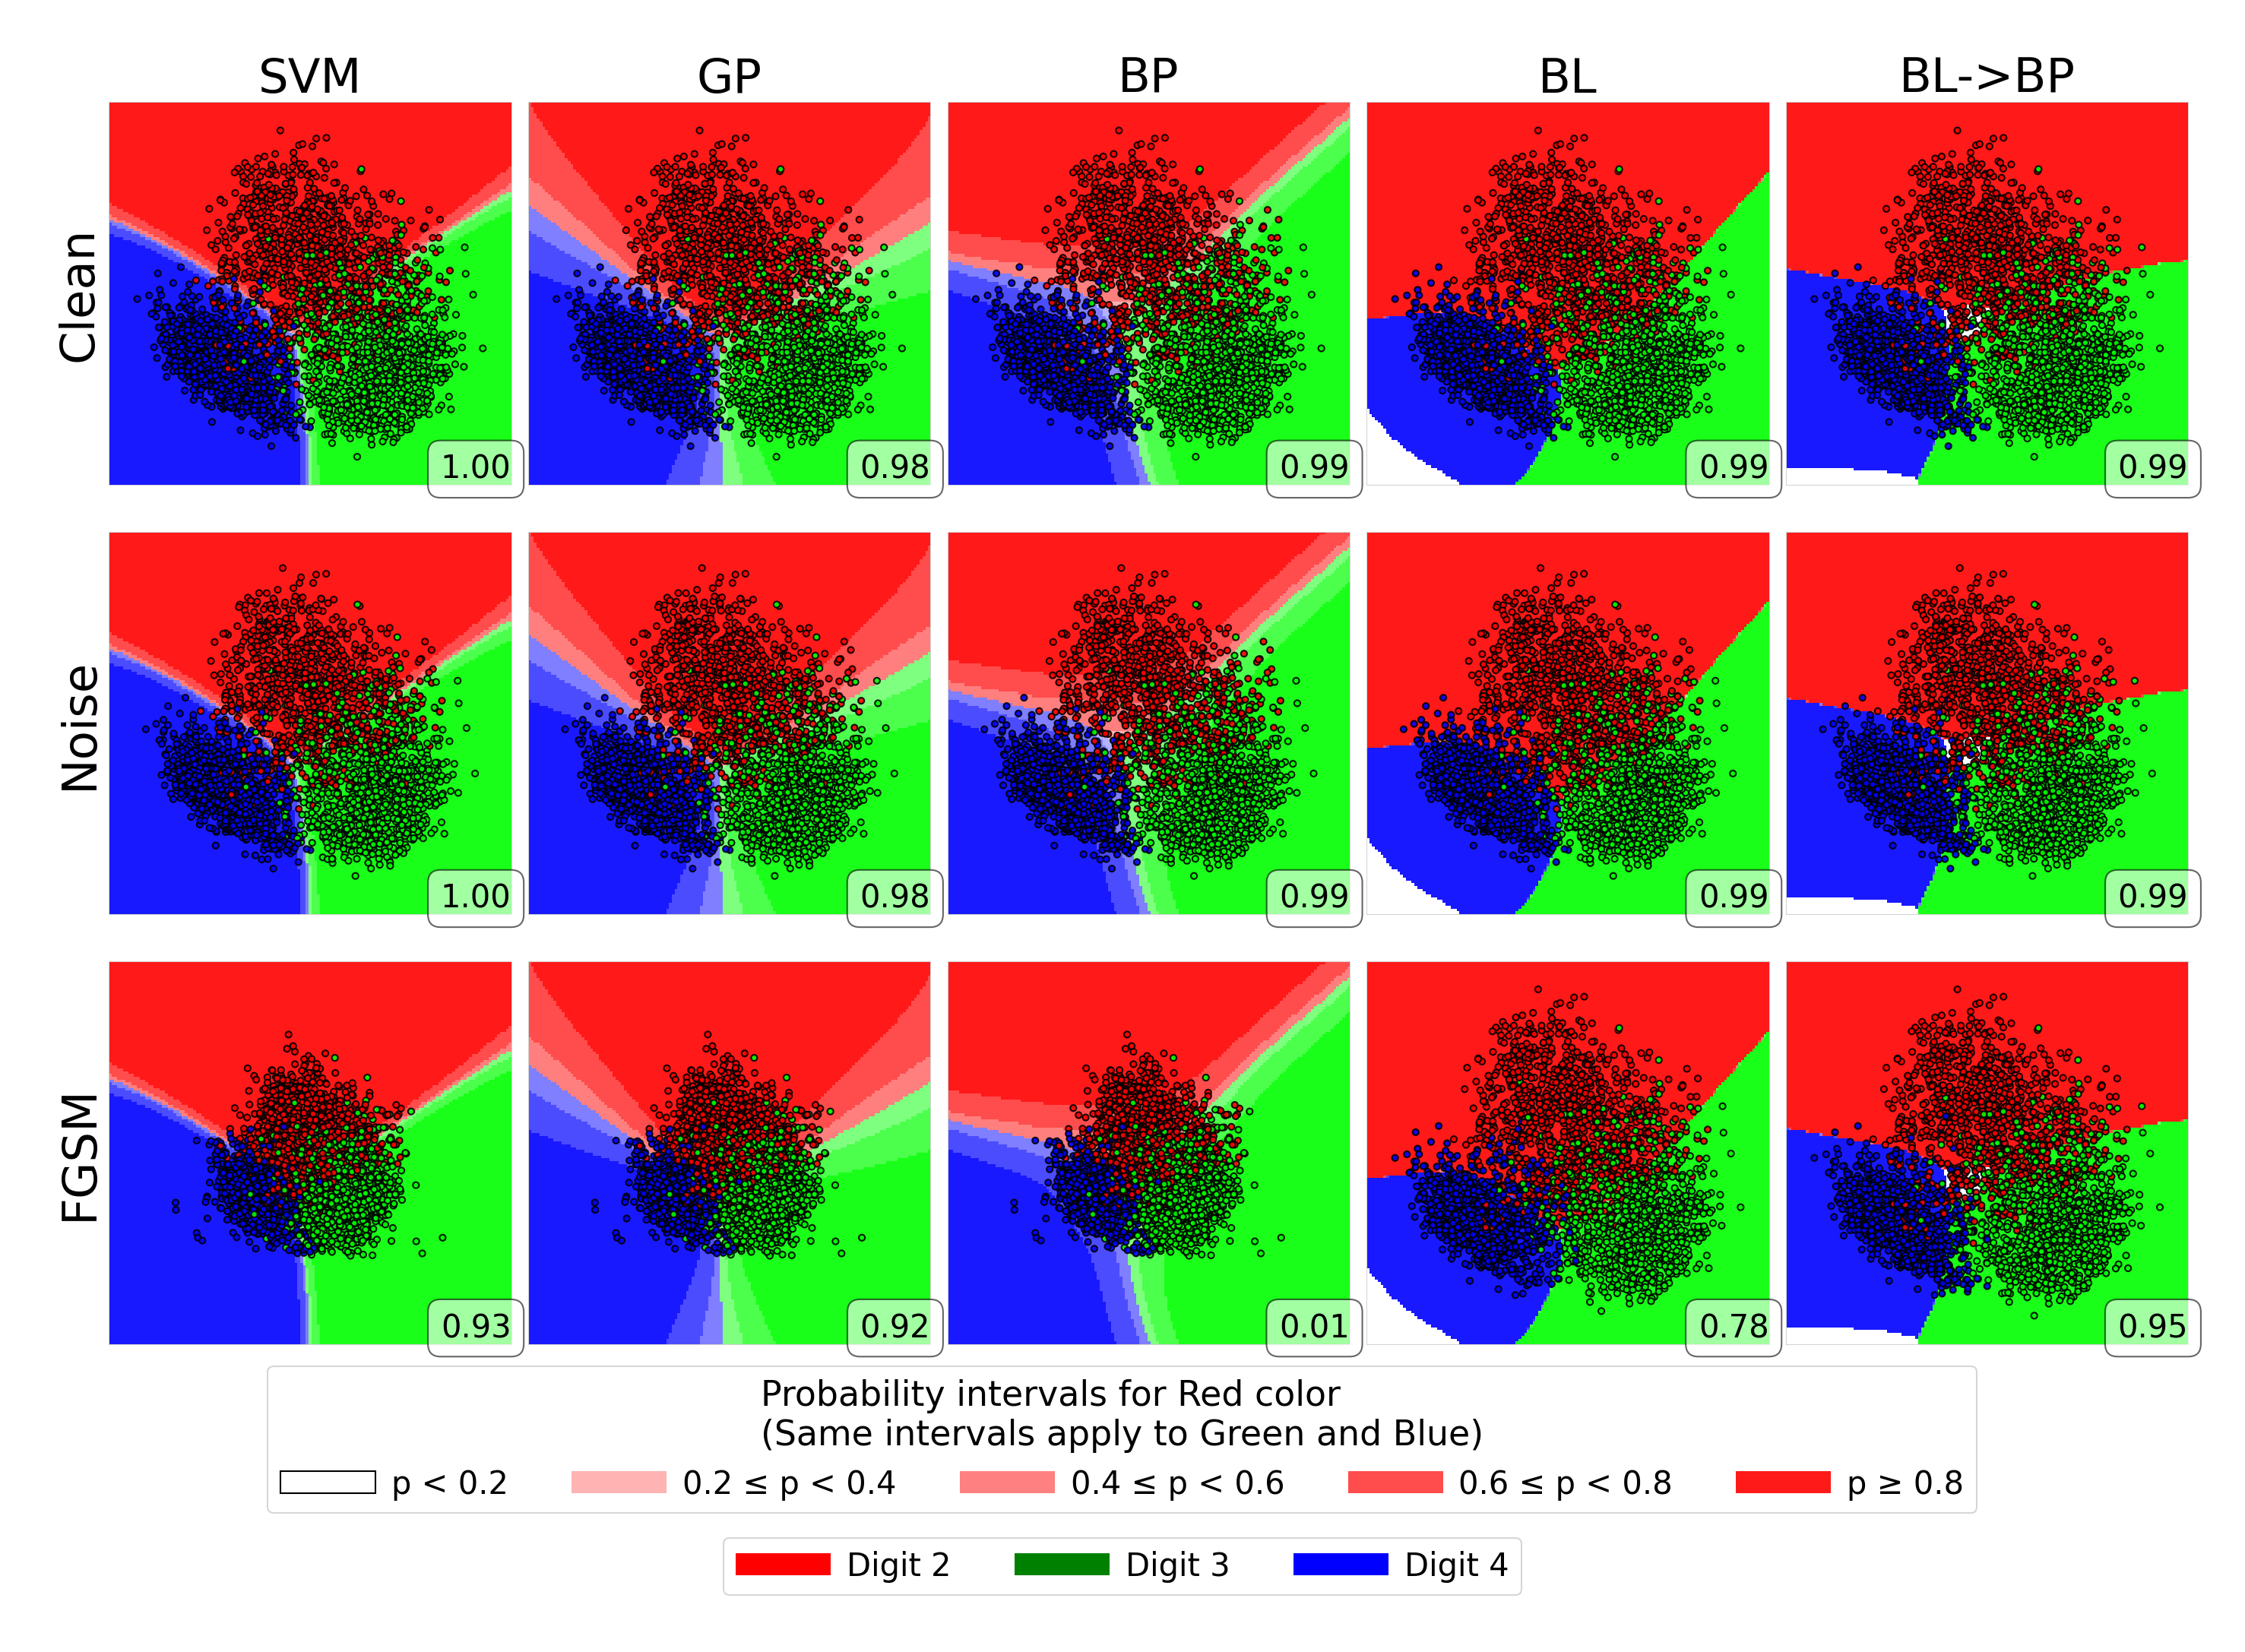 SVM GP BP BL BL->BP
Clean
1.00 0.98 0.99 0.99 0.99
Noise
1.00 0.98 0.99 0.99 0.99
FGSM
0.93 0.92 0.01 0.78 0.95
Probability intervals for Red color
(Same intervals apply to Green and Blue)
p < 0.2 0.2 ≤ p < 0.4 0.4 ≤ p < 0.6 0.6 ≤ p < 0.8 p ≥ 0.8
Digit 2 Digit 3 Digit 4